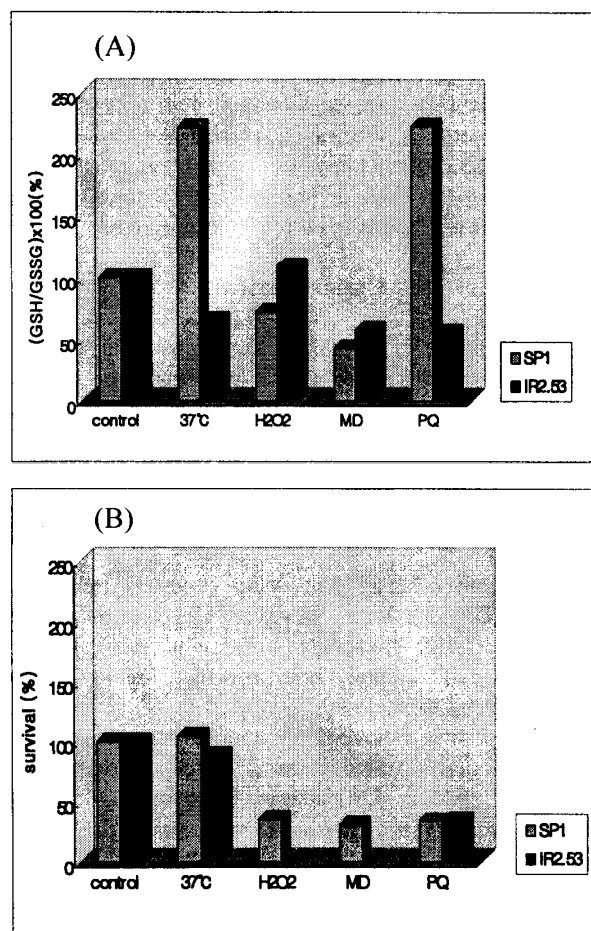 (A)
(GSH/GSSG)x100(%)
250
200
150
100
50
0
control 37℃ H2O2 MD PQ
SP1
IR2.53
(B)
survival (%)
250
200
150
100
50
0
control 37℃ H2O2 MD PQ
SP1
IR2.53